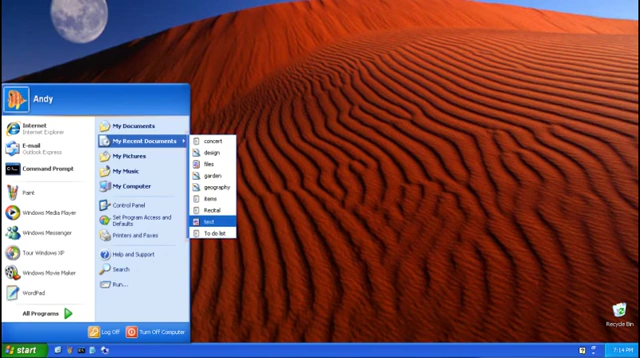 Andy
Internet
Internet Explorer
E-mail
Outlook Express
Command Prompt
Paint
Windows Media Player
Windows Messenger
Tour Windows XP
Windows Movie Maker
WordPad
All Programs
My Documents
My Recent Documents
My Pictures
My Music
My Computer
Control Panel
Set Program Access and
Defaults
Printers and Faxes
Help and Support
Search
Run...
concert
design
files
garden
geography
items
Recital
text
To do list
Log Off
Turn Off Computer
Recycle Bin
start
7:14 PM